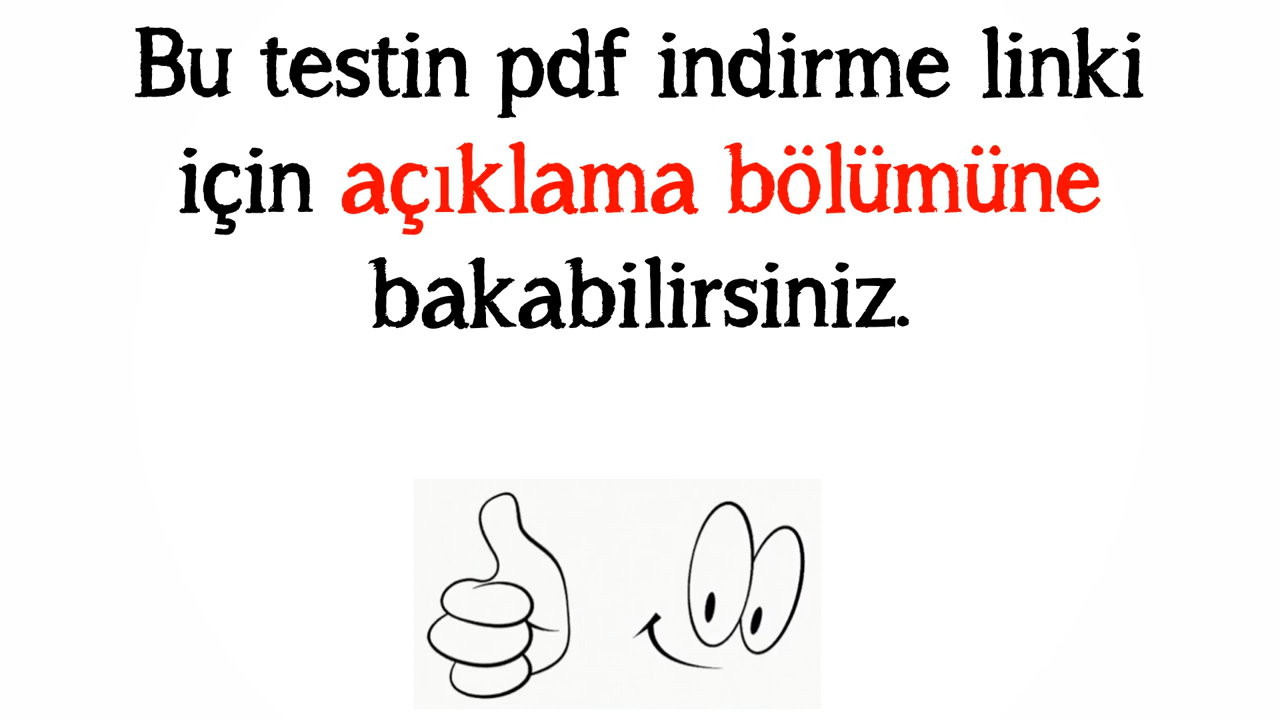 Bu testin pdf indirme linki
için açıklama bölümüne
bakabilirsiniz.